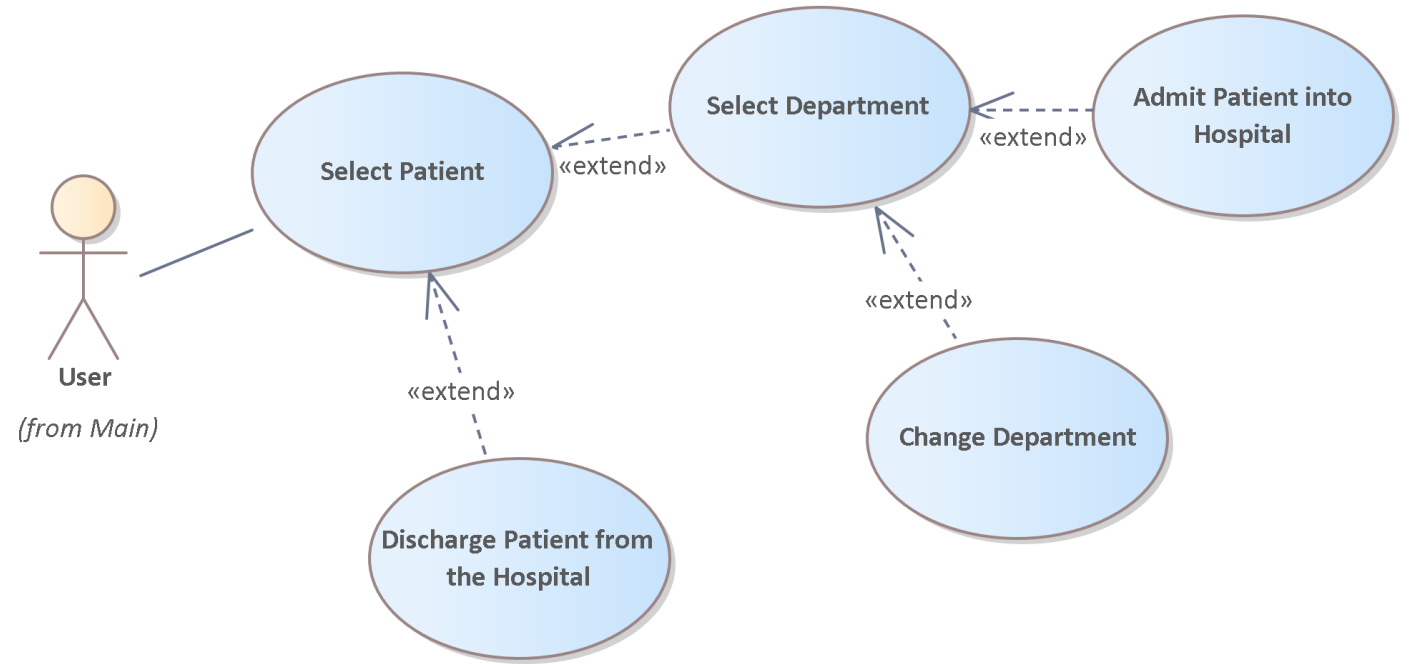 Select Department
Admit Patient into
Hospital
«extend»
Select Patient
«extend»
«extend»
User
(from Main)
«extend»
Change Department
Discharge Patient from
the Hospital